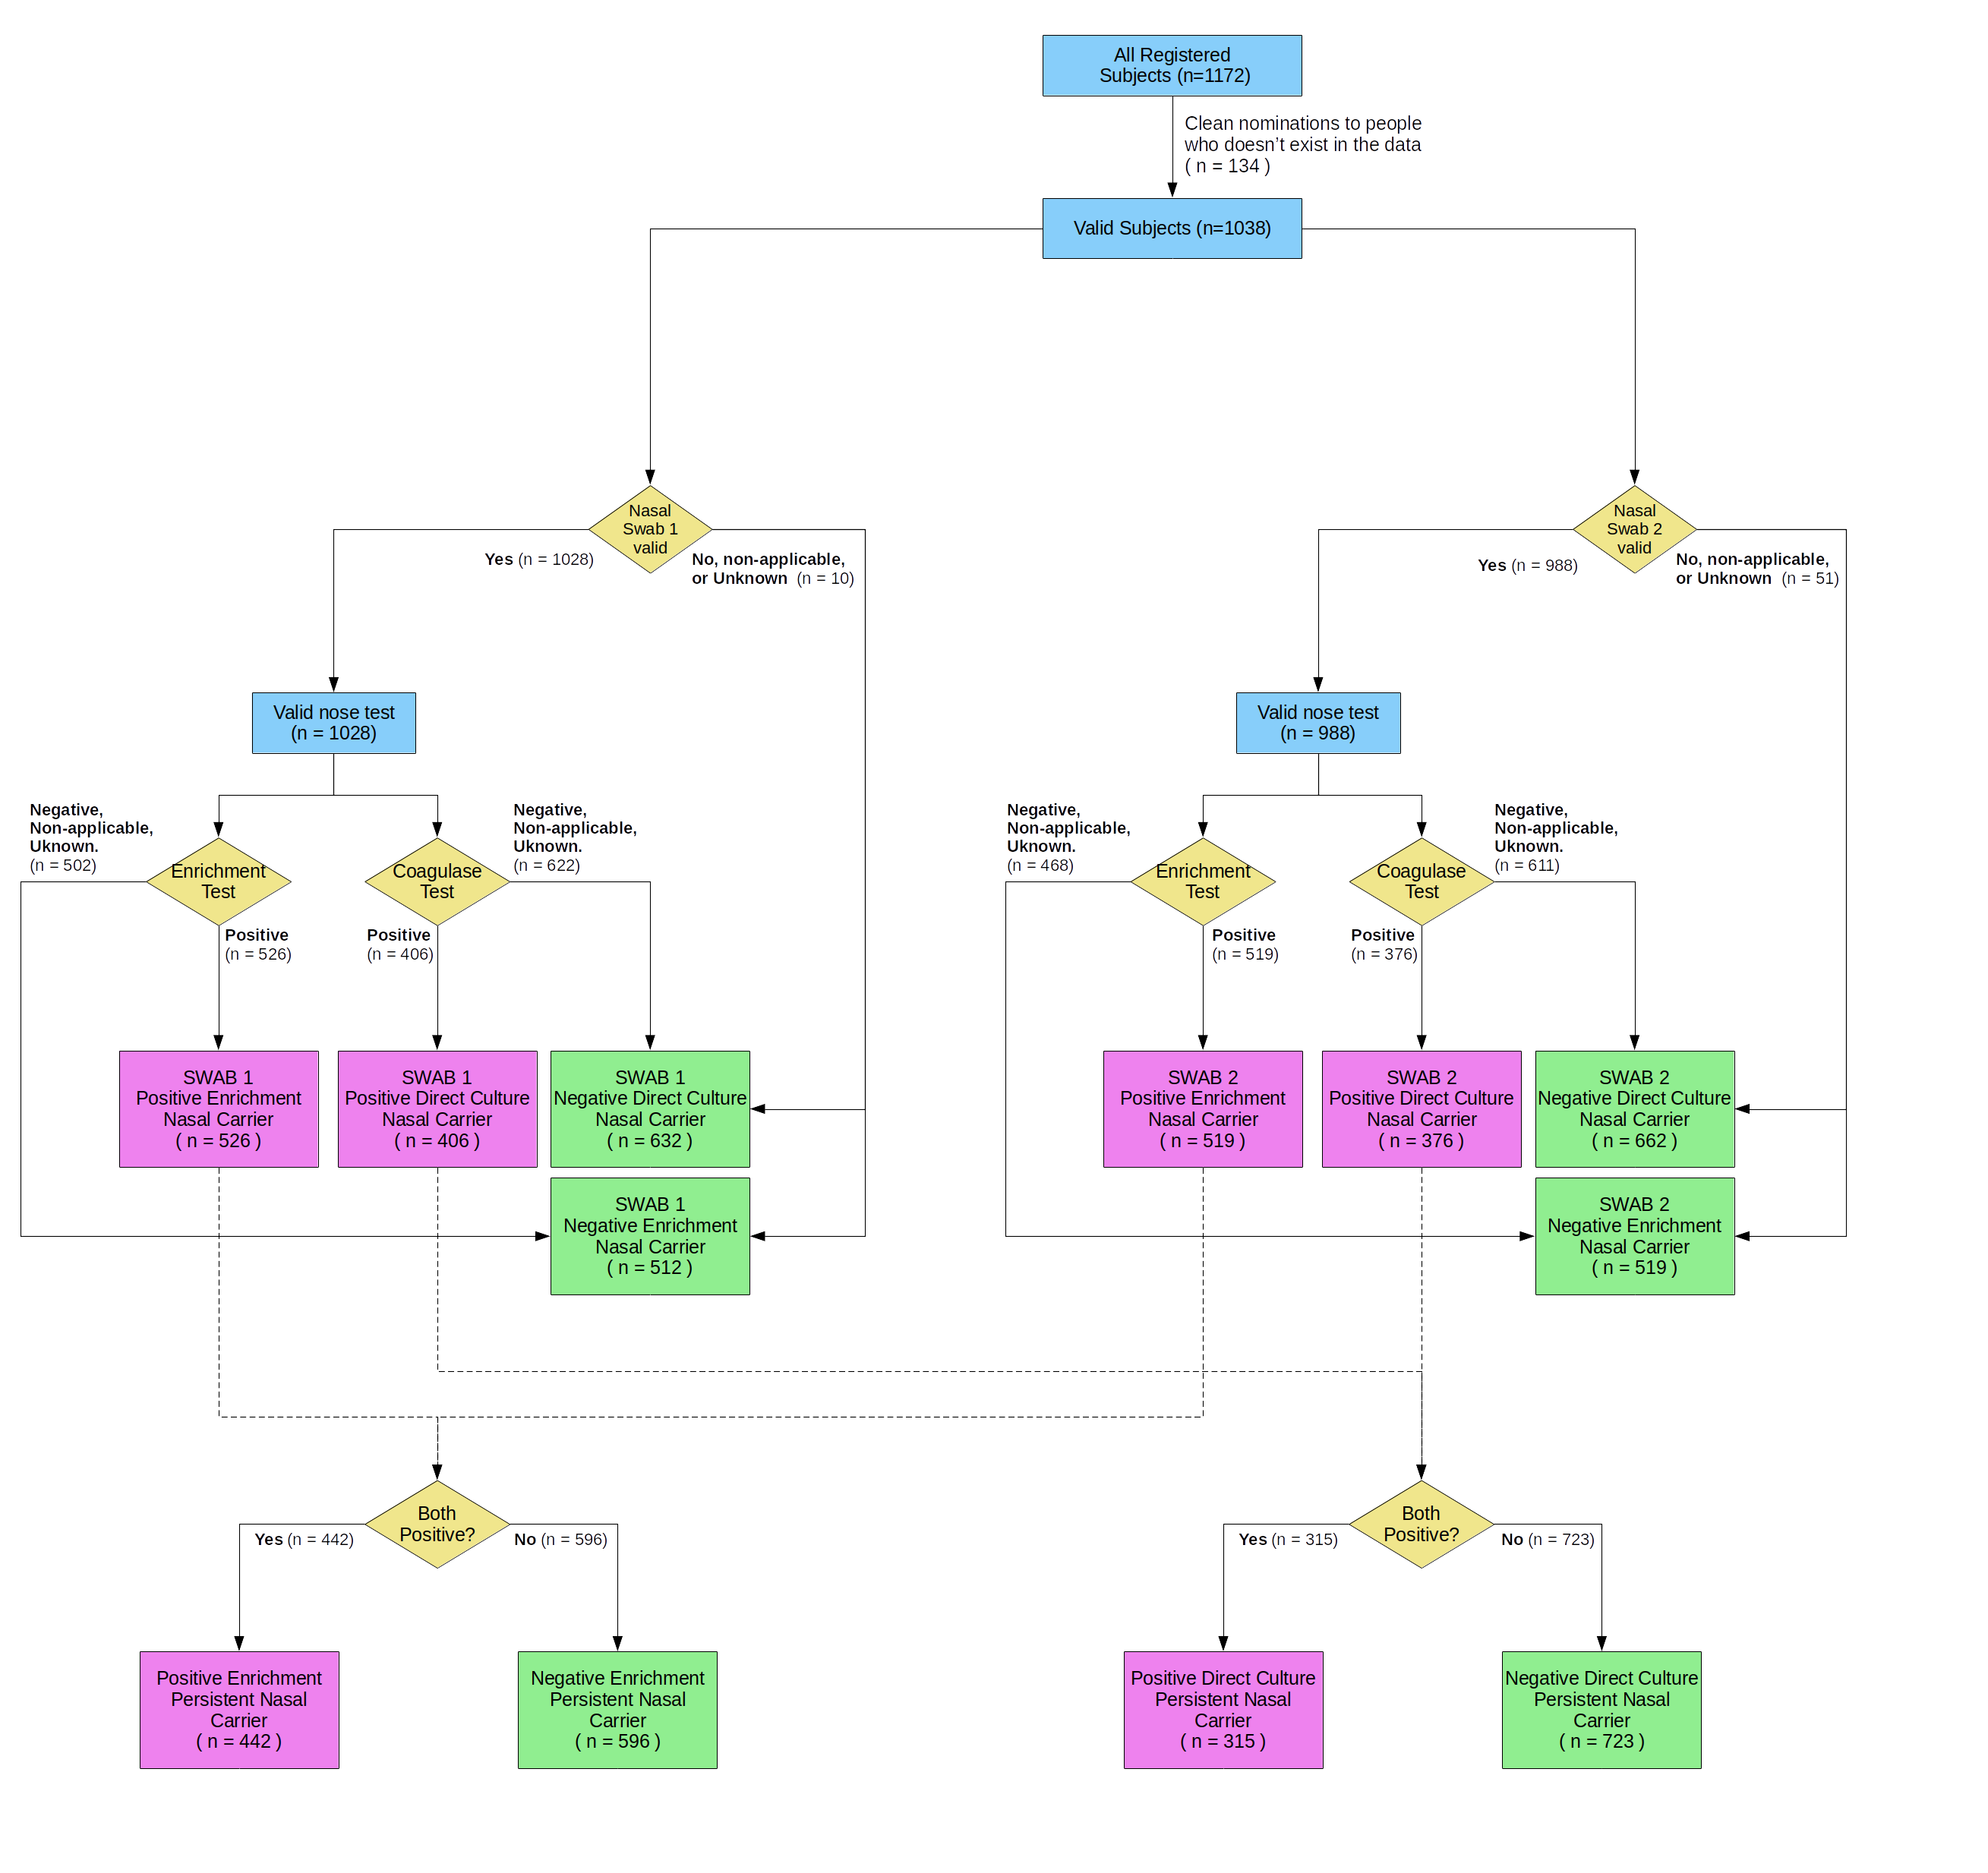 All Registered
Subjects (n=1172)
Clean nominations to people
who doesn’t exist in the data
( n = 134 )
Valid Subjects (n=1038)
Nasal
Swab 1
valid
Yes (n = 1028)
No, non-applicable,
or Unknown (n = 10)
Nasal
Swab 2
valid
Yes (n = 988)
No, non-applicable,
or Unknown (n = 51)
Valid nose test
(n = 1028)
Valid nose test
(n = 988)
Negative,
Non-applicable,
Uknown.
(n = 502)
Enrichment
Test
Coagulase
Test
Negative,
Non-applicable,
Uknown.
(n = 622)
Positive
(n = 526)
Positive
(n = 406)
Negative,
Non-applicable,
Uknown.
(n = 468)
Enrichment
Test
Coagulase
Test
Negative,
Non-applicable,
Uknown.
(n = 611)
Positive
(n = 519)
Positive
(n = 376)
SWAB 1
Positive Enrichment
Nasal Carrier
( n = 526 )
SWAB 1
Positive Direct Culture
Nasal Carrier
( n = 406 )
SWAB 1
Negative Direct Culture
Nasal Carrier
( n = 632 )
SWAB 1
Negative Enrichment
Nasal Carrier
( n = 512 )
SWAB 2
Positive Enrichment
Nasal Carrier
( n = 519 )
SWAB 2
Positive Direct Culture
Nasal Carrier
( n = 376 )
SWAB 2
Negative Direct Culture
Nasal Carrier
( n = 662 )
SWAB 2
Negative Enrichment
Nasal Carrier
( n = 519 )
Both
Positive?
Yes (n = 442)
No (n = 596)
Both
Positive?
Yes (n = 315)
No (n = 723)
Positive Enrichment
Persistent Nasal
Carrier
( n = 442 )
Negative Enrichment
Persistent Nasal
Carrier
( n = 596 )
Positive Direct Culture
Persistent Nasal
Carrier
( n = 315 )
Negative Direct Culture
Persistent Nasal
Carrier
( n = 723 )